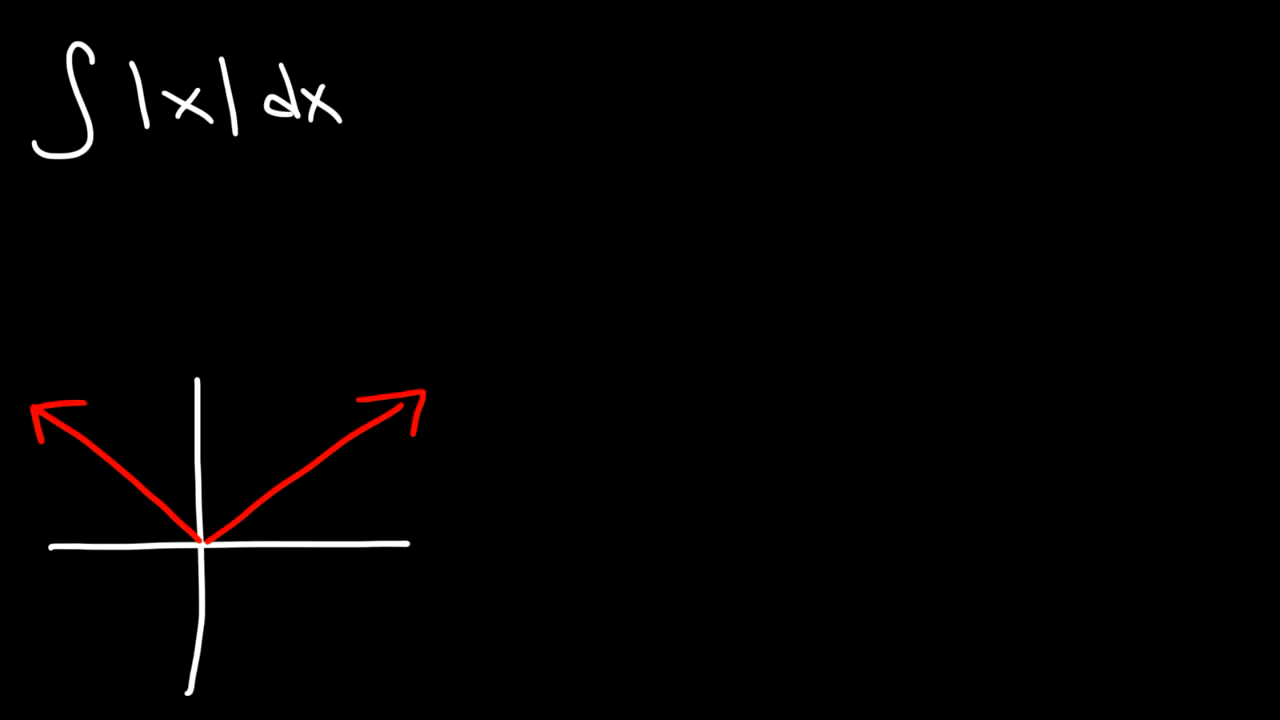 ∫ |x| dx